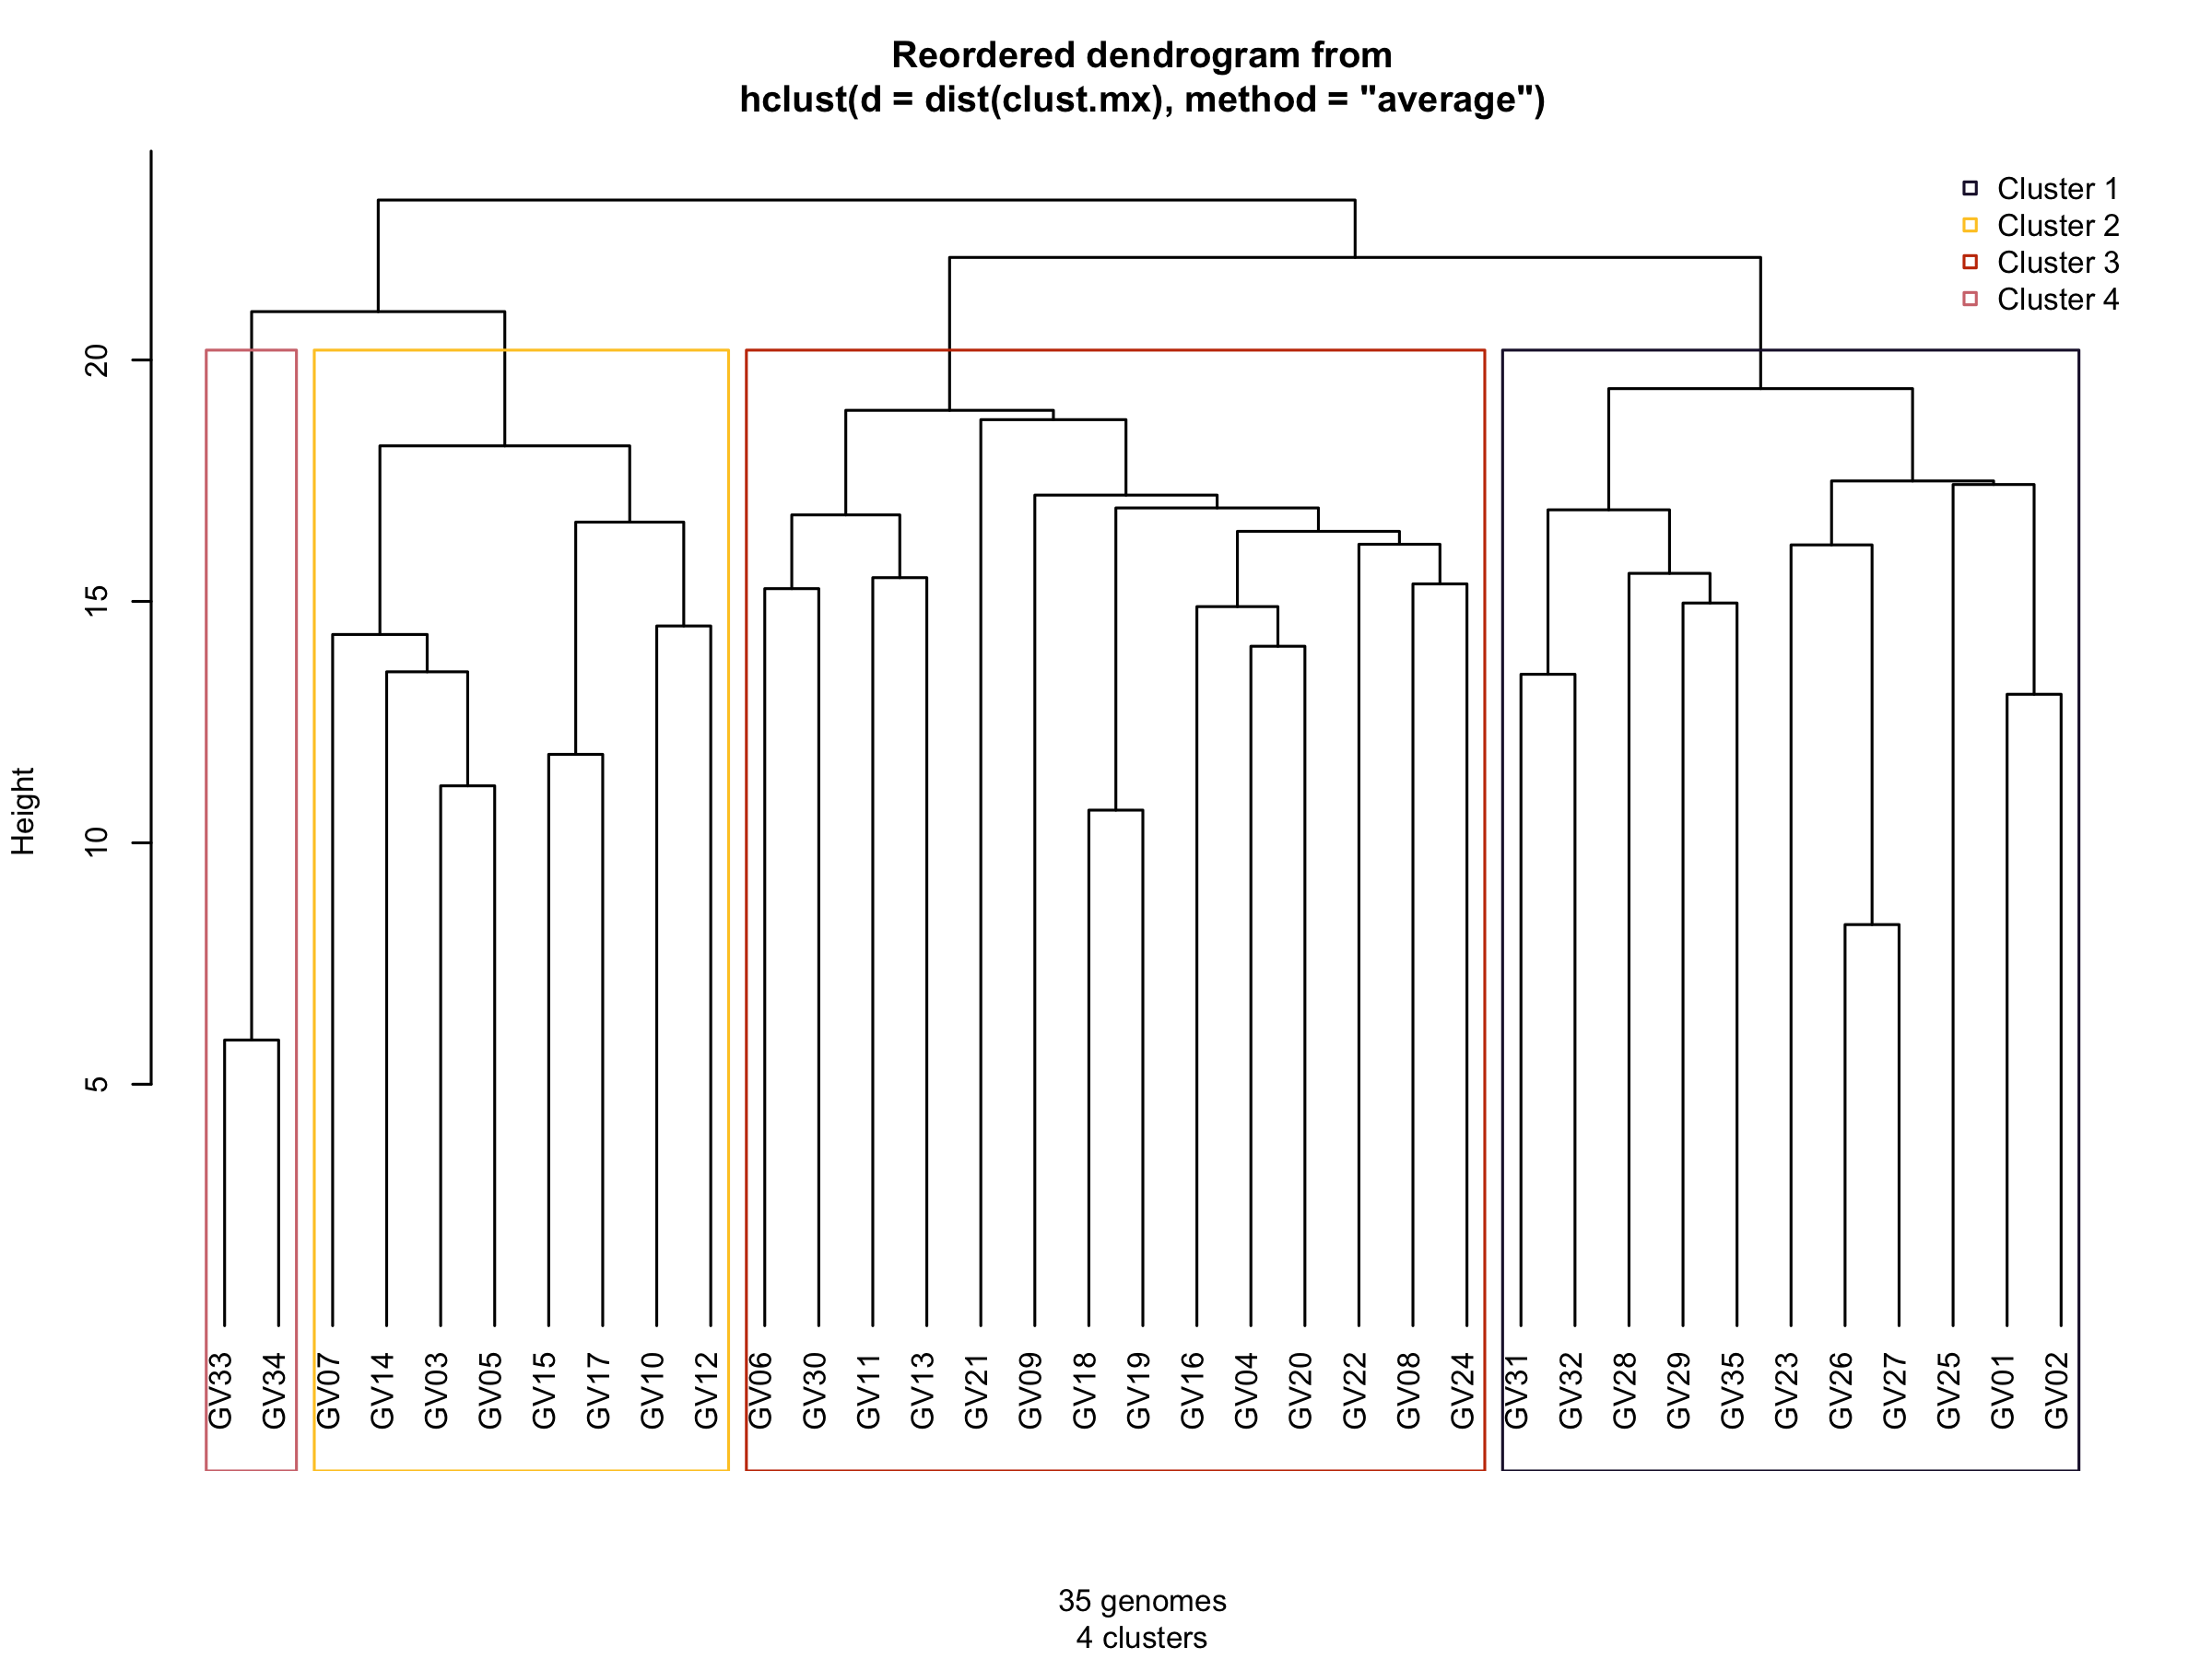 Reordered dendrogram from
hclust(d = dist(clust.mx), method = "average")
Cluster 1
Cluster 2
Cluster 3
Cluster 4
Height
20
15
10
5
GV33
GV34
GV07
GV14
GV03
GV05
GV15
GV17
GV10
GV12
GV06
GV30
GV11
GV13
GV21
GV09
GV18
GV19
GV16
GV04
GV20
GV22
GV08
GV24
GV31
GV32
GV28
GV29
GV35
GV23
GV26
GV27
GV25
GV01
GV02
35 genomes
4 clusters